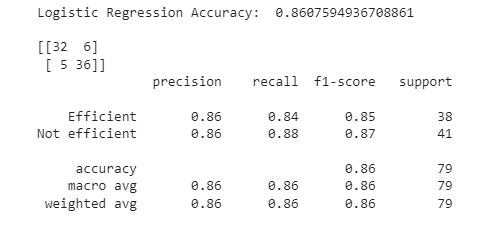 Logistic Regression Accuracy:  0.8607594936708861
[[32  6]
[ 5 36]]
precision    recall  f1-score   support
Efficient       0.86      0.84      0.85        38
Not efficient       0.86      0.88      0.87        41
accuracy                           0.86        79
macro avg       0.86      0.86      0.86        79
weighted avg       0.86      0.86      0.86        79